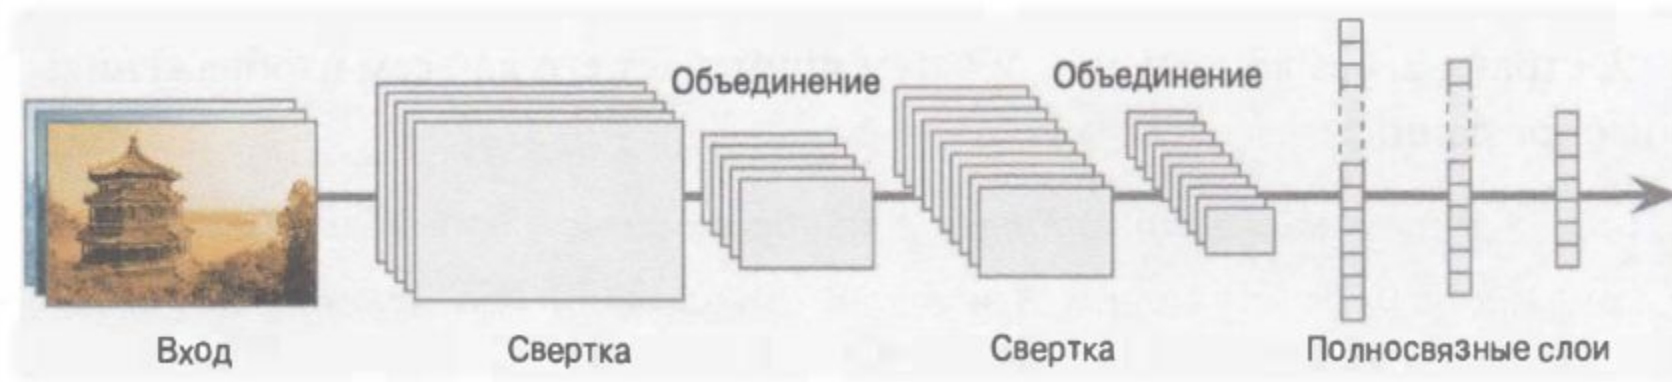 Объединение
Объединение
Вход
Свертка
Свертка
Полносвязные слои